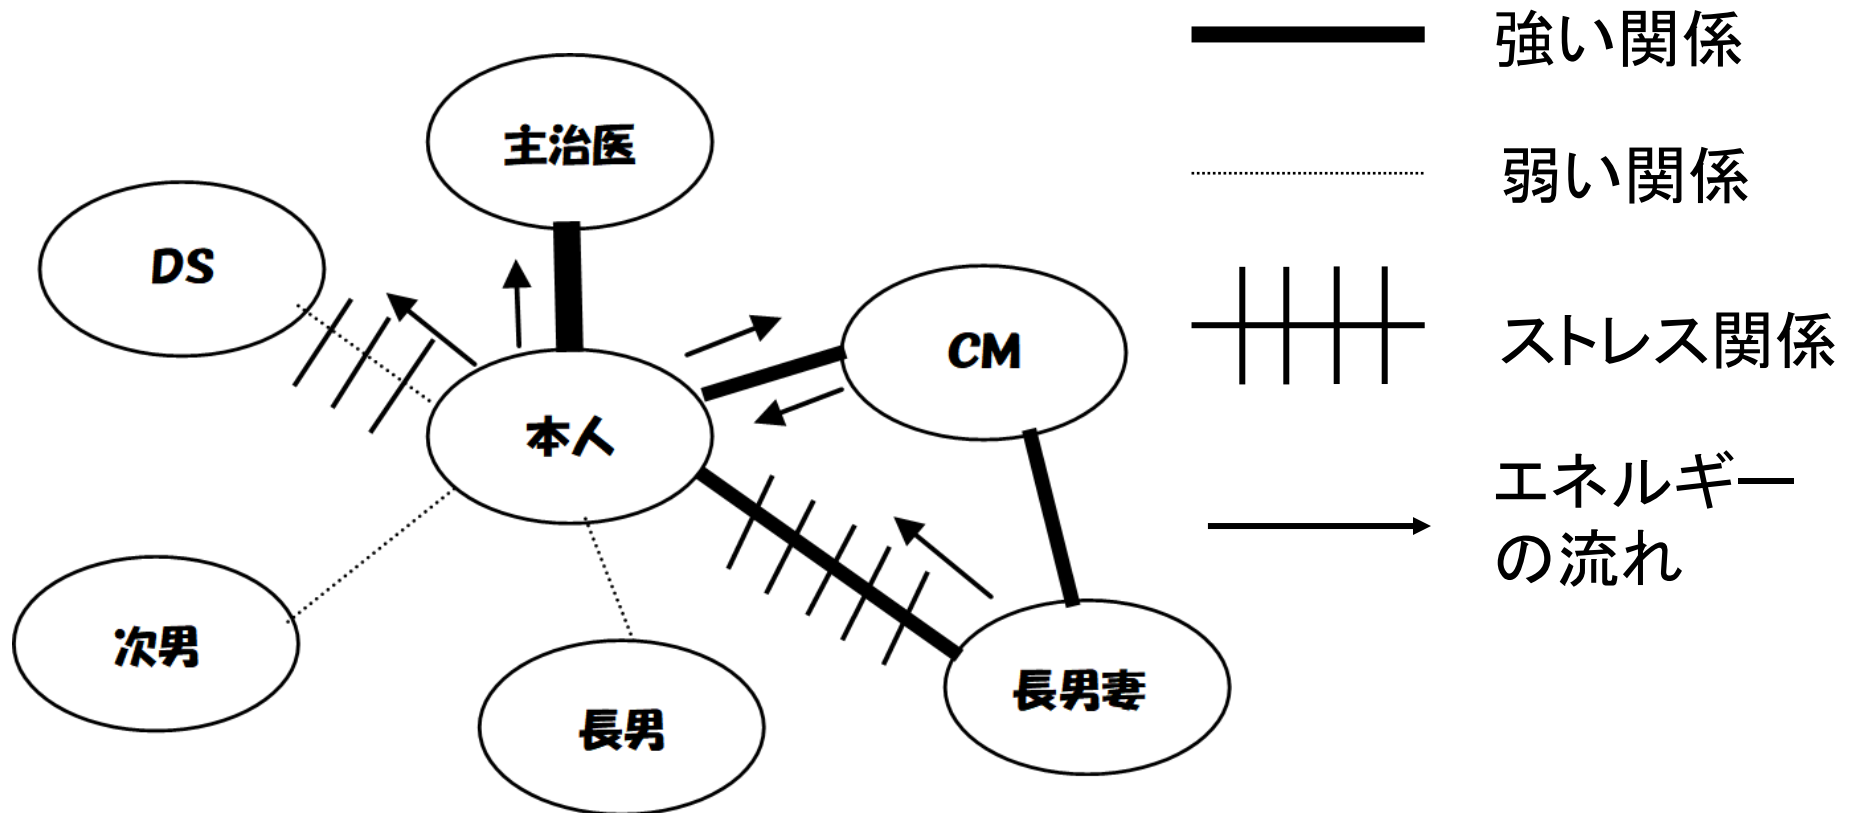 主治医
DS
CM
本人
次男
長男
長男妻
強い関係
弱い関係
ストレス関係
エネルギー
の流れ